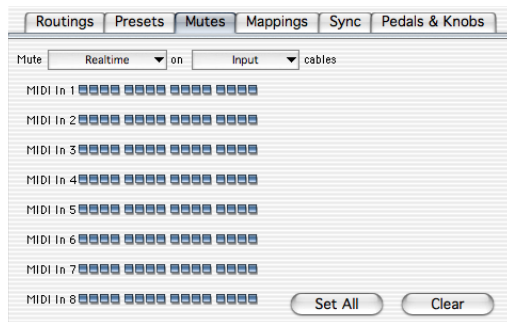 Routings Presets Mutes Mappings Sync Pedals & Knobs
Mute Realtime on Input cables
MIDI In 1
MIDI In 2
MIDI In 3
MIDI In 4
MIDI In 5
MIDI In 6
MIDI In 7
MIDI In 8
Set All Clear